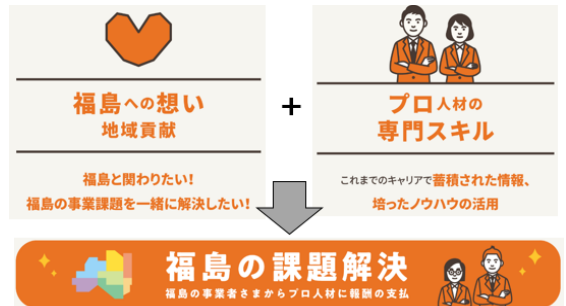 福島への想い
地域貢献
福島と関わりたい!
福島の事業課題を一緒に解決したい!
+
プロ人材の
専門スキル
これまでのキャリアで蓄積された情報、
培ったノウハウの活用
福島の課題解決
福島の事業者さまからプロ人材に報酬の支払